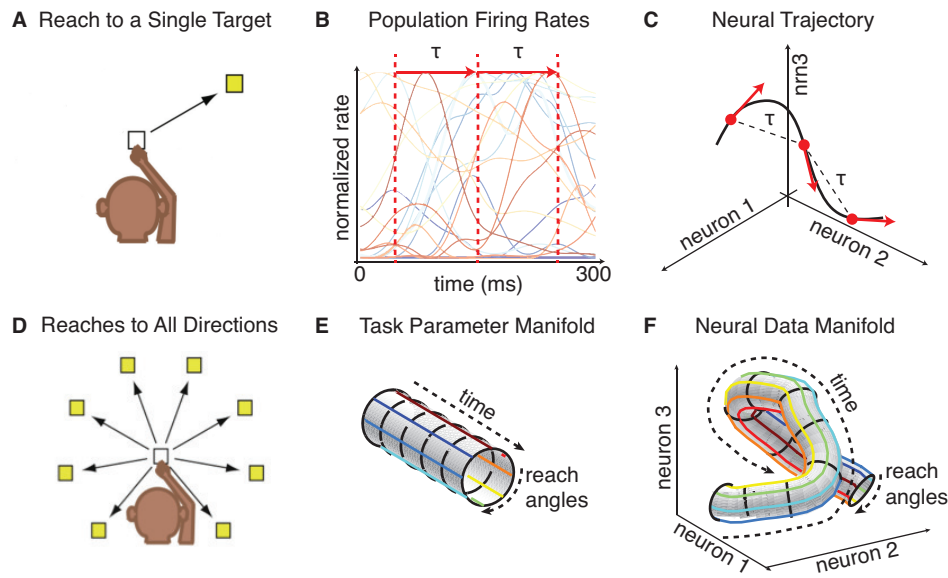 A Reach to a Single Target
B Population Firing Rates
τ τ
normalized rate
0 300
time (ms)
C Neural Trajectory
nrn3
τ
τ
neuron 1
neuron 2
D Reaches to All Directions
E Task Parameter Manifold
time
reach
angles
F Neural Data Manifold
neuron 3
time
reach
angles
neuron 1
neuron 2